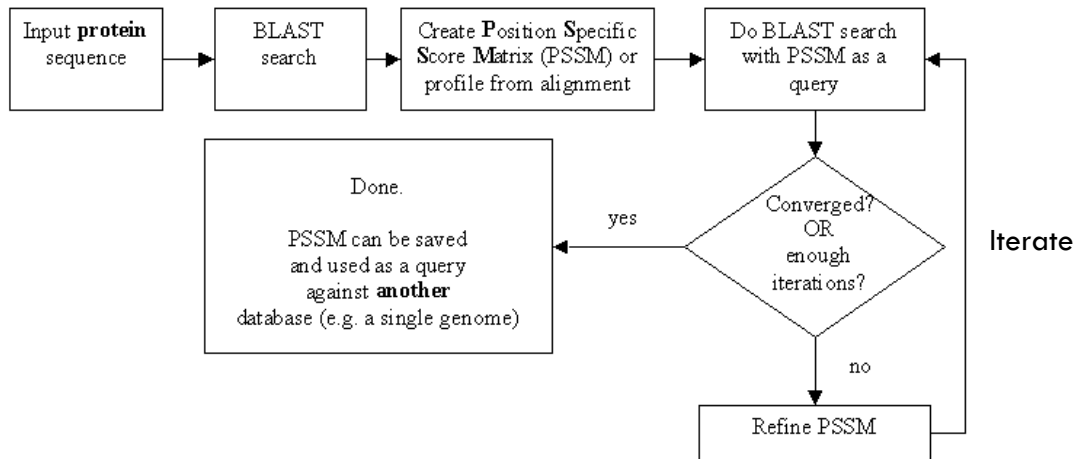 Input protein
sequence
BLAST
search
Create Position Specific
Score Matrix (PSSM) or
profile from alignment
Do BLAST search
with PSSM as a
query
Converged?
OR
enough
iterations?
Iterate
yes
Done.
PSSM can be saved
and used as a query
against another
database (e.g. a single genome)
no
Refine PSSM